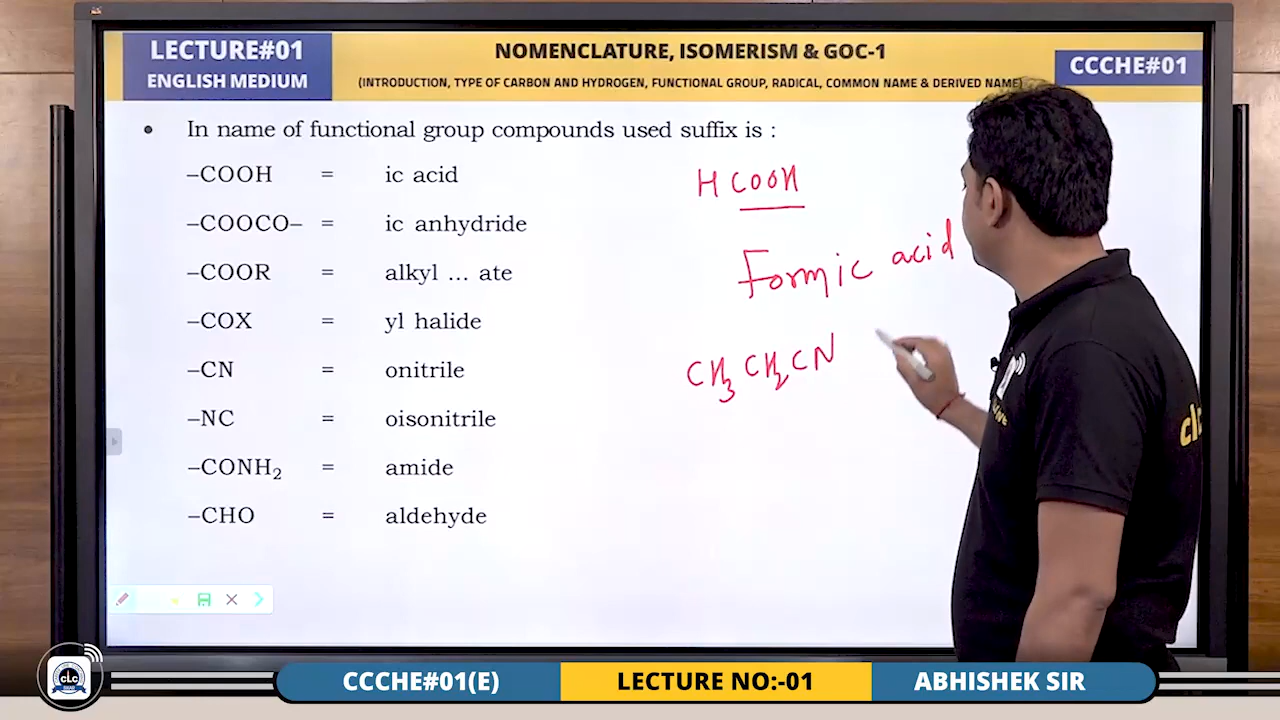 LECTURE#01
ENGLISH MEDIUM
NOMENCLATURE, ISOMERISM & GOC-1
(INTRODUCTION, TYPE OF CARBON AND HYDROGEN, FUNCTIONAL GROUP, RADICAL, COMMON NAME & DERIVED NAME)
CCCHE#01
• In name of functional group compounds used suffix is :
–COOH = ic acid
–COOCO– = ic anhydride
–COOR = alkyl ... ate
–COX = yl halide
–CN = onitrile
–NC = oisonitrile
–CONH₂ = amide
–CHO = aldehyde
HCOOH
Formic acid
CH₃CH₂CN
clc
CLC
CCCHE#01(E)
LECTURE NO:-01
ABHISHEK SIR